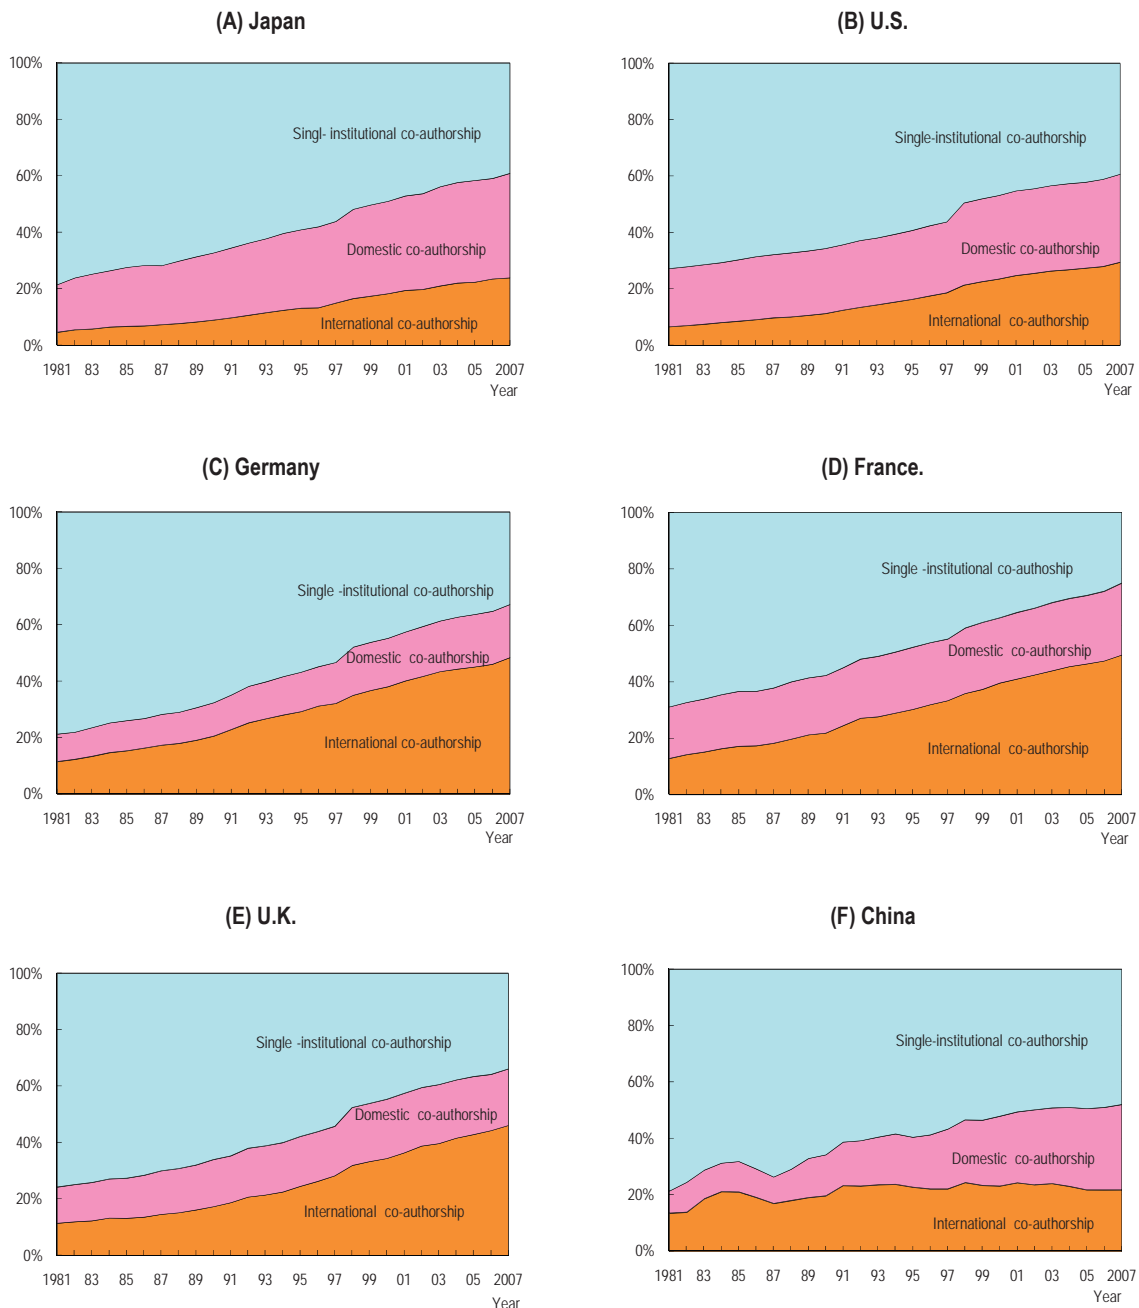 (A) Japan
100%
80%
60%
40%
20%
0%
Singl- institutional co-authorship
Domestic co-authorship
International co-authorship
1981 83 85 87 89 91 93 95 97 99 01 03 05 2007
Year
(B) U.S.
100%
80%
60%
40%
20%
0%
Single-institutional co-authorship
Domestic co-authorship
International co-authorship
1981 83 85 87 89 91 93 95 97 99 01 03 05 2007
Year
(C) Germany
100%
80%
60%
40%
20%
0%
Single -institutional co-authorship
Domestic co-authorship
International co-authorship
1981 83 85 87 89 91 93 95 97 99 01 03 05 2007
Year
(D) France.
100%
80%
60%
40%
20%
0%
Single -institutional co-authoship
Domestic co-authorship
International co-authorship
1981 83 85 87 89 91 93 95 97 99 01 03 05 2007
Year
(E) U.K.
100%
80%
60%
40%
20%
0%
Single -institutional co-authorship
Domestic co-authorship
International co-authorship
1981 83 85 87 89 91 93 95 97 99 01 03 05 2007
Year
(F) China
100%
80%
60%
40%
20%
0%
Single-institutional co-authorship
Domestic co-authorship
International co-authorship
1981 83 85 87 89 91 93 95 97 99 01 03 05 2007
Year